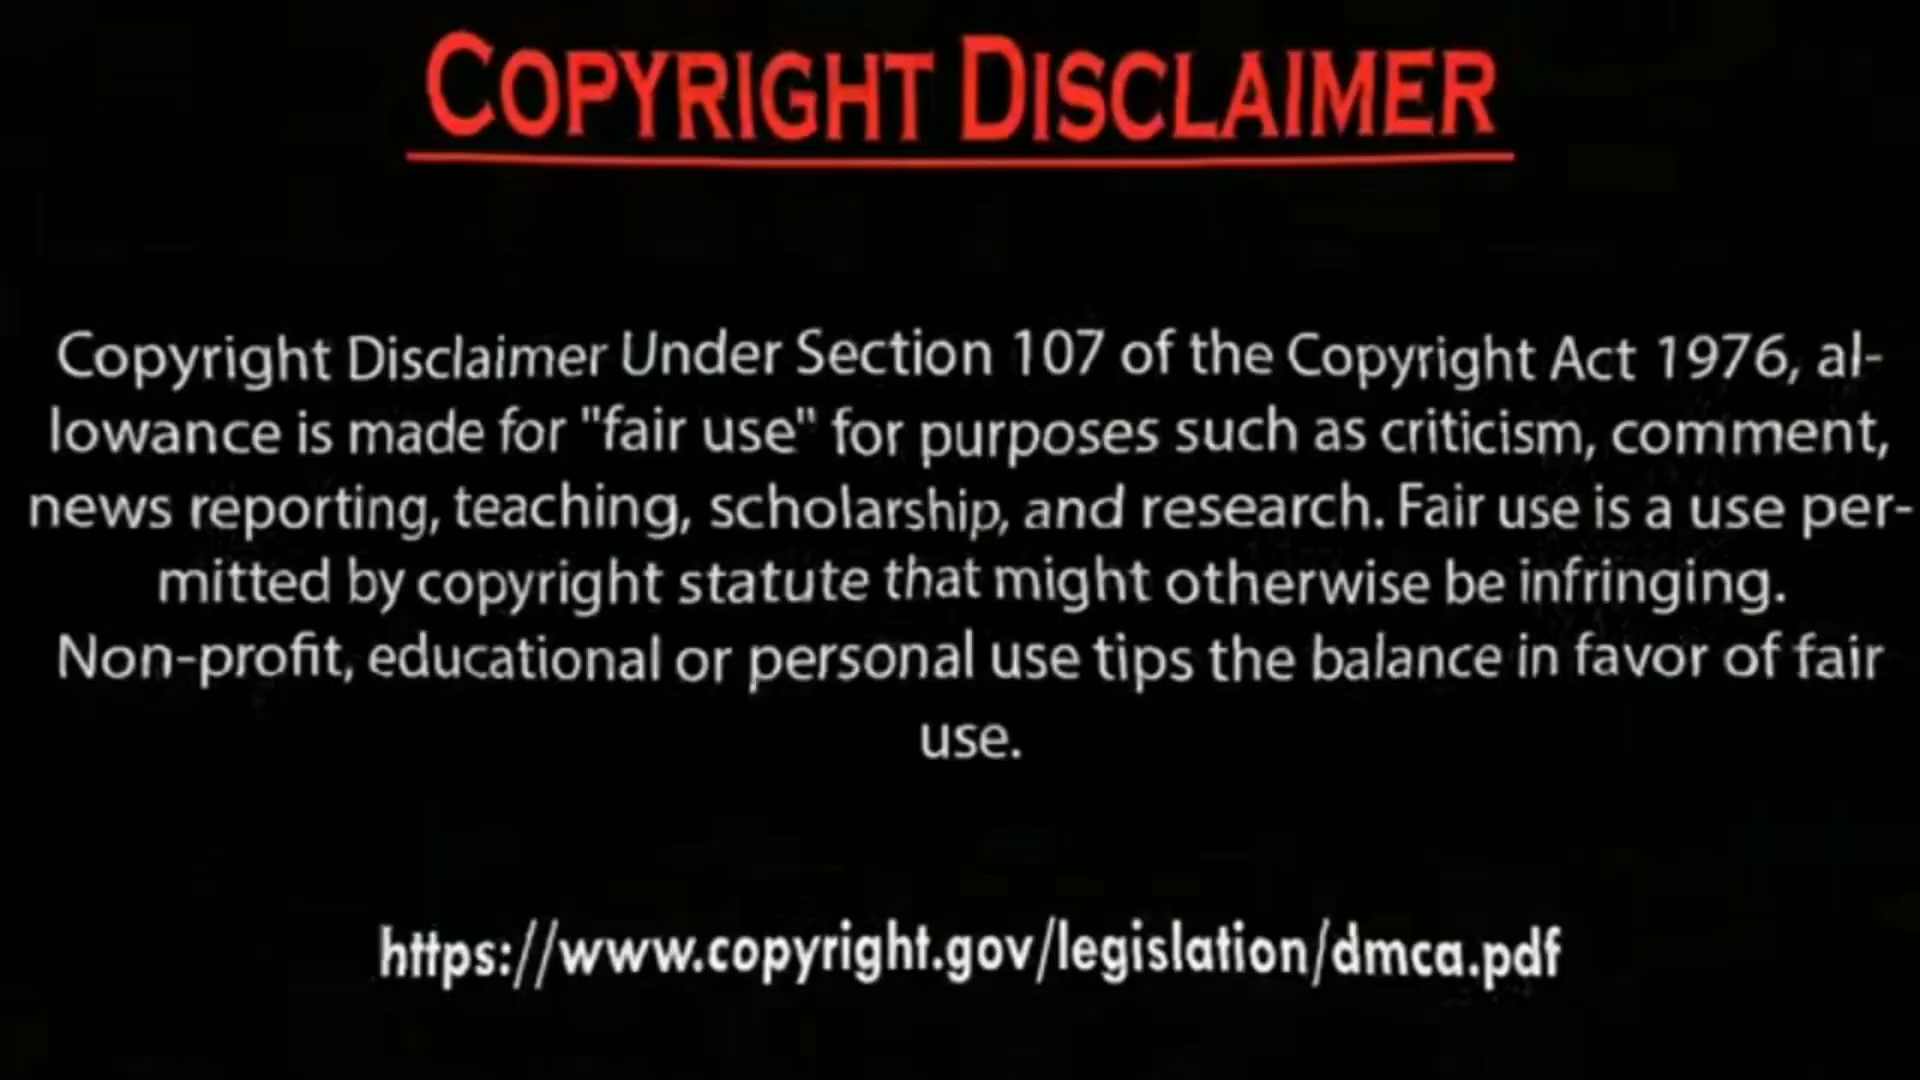 COPYRIGHT DISCLAIMER
Copyright Disclaimer Under Section 107 of the Copyright Act 1976, al-
lowance is made for "fair use" for purposes such as criticism, comment,
news reporting, teaching, scholarship, and research. Fair use is a use per-
mitted by copyright statute that might otherwise be infringing.
Non-profit, educational or personal use tips the balance in favor of fair
use.
https://www.copyright.gov/legislation/dmca.pdf